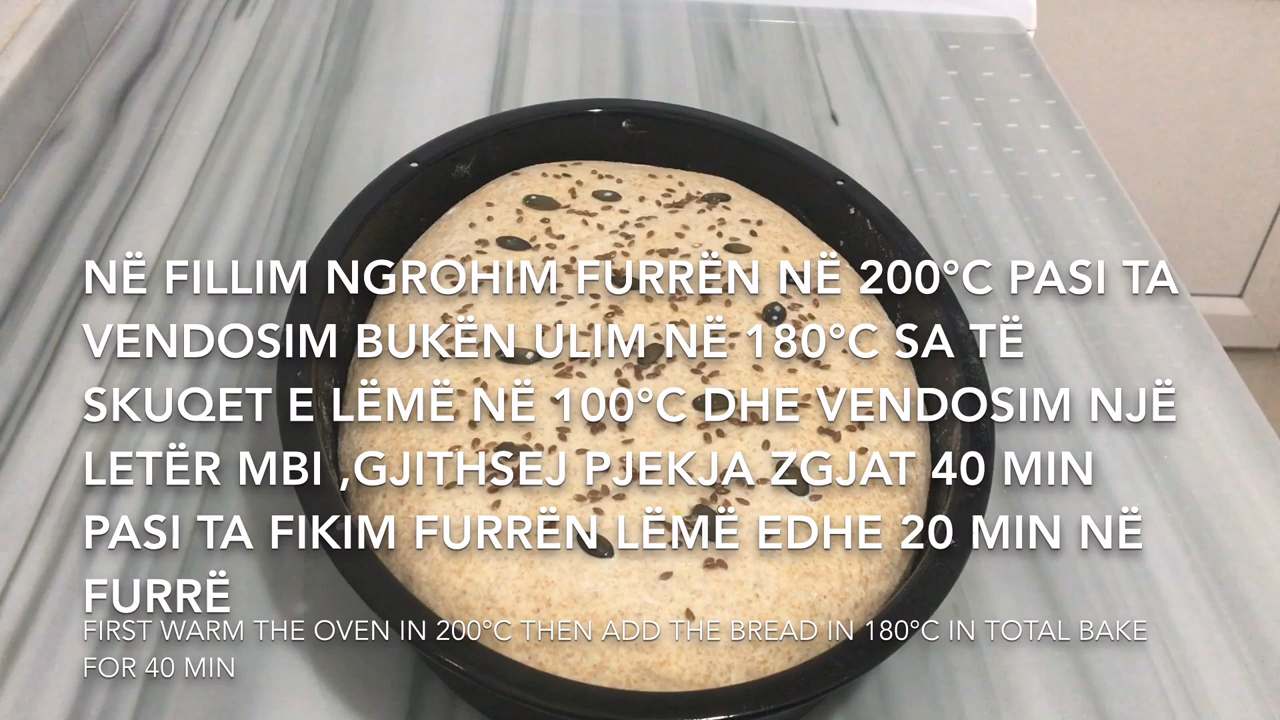 NË FILLIM NGROHIM FURRËN NË 200°C PASI TA
VENDOSIM BUKËN ULIM NË 180°C SA TË
SKUQET E LËMË NË 100°C DHE VENDOSIM NJË
LETËR MBI ,GJITHSEJ PJEKJA ZGJAT 40 MIN
PASI TA FIKIM FURRËN LËMË EDHE 20 MIN NË
FURRË
FIRST WARM THE OVEN IN 200°C THEN ADD THE BREAD IN 180°C IN TOTAL BAKE
FOR 40 MIN